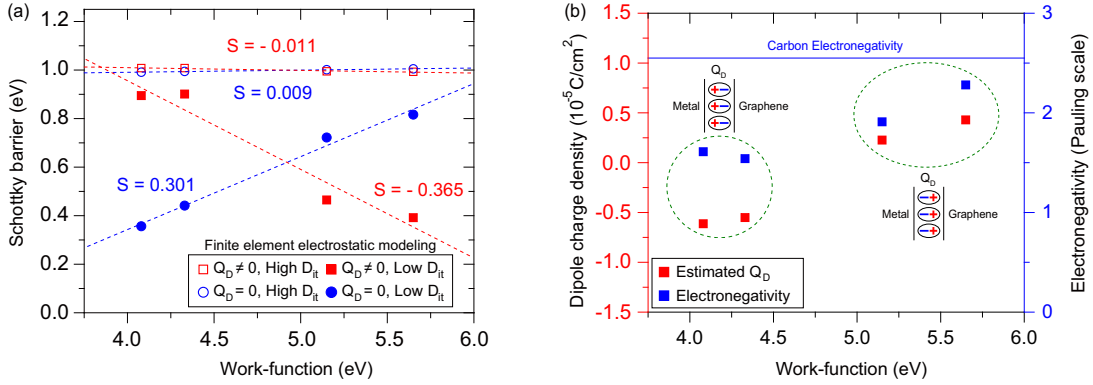 (a)
Schottky barrier (eV)
1.2
1.0
0.8
0.6
0.4
0.2
0.0
S = - 0.011
S = 0.009
S = 0.301
S = - 0.365
Finite element electrostatic modeling
Q_D ≠ 0, High D_it
Q_D ≠ 0, Low D_it
Q_D = 0, High D_it
Q_D = 0, Low D_it
4.0 4.5 5.0 5.5 6.0
Work-function (eV)
(b)
Dipole charge density (10⁻⁵ C/cm²)
1.5
1.0
0.5
0.0
-0.5
-1.0
-1.5
Carbon Electronegativity
Q_D
Metal
+ −
+ −
+ −
Graphene
Q_D
Metal
− +
− +
− +
Graphene
Estimated Q_D
Electronegativity
4.0 4.5 5.0 5.5 6.0
Work-function (eV)
3
2
1
0
Electronegativity (Pauling scale)